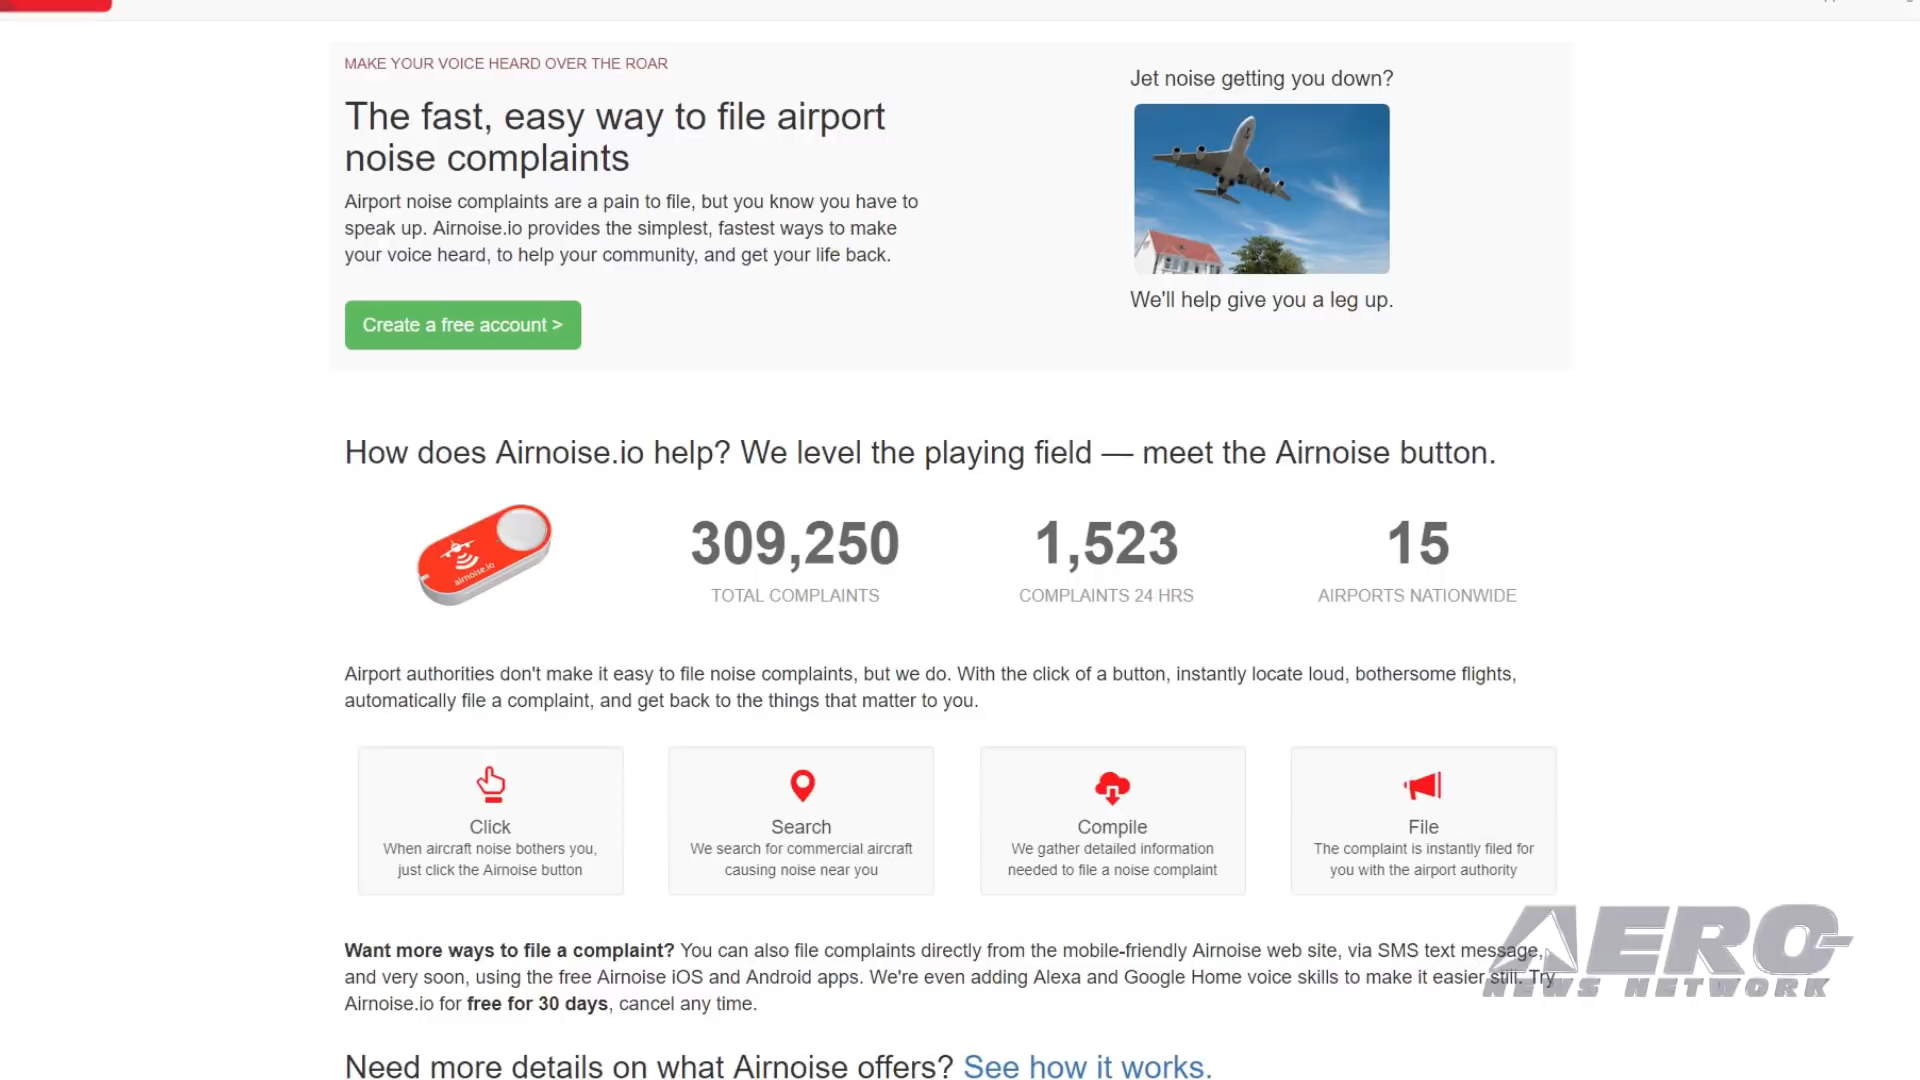 MAKE YOUR VOICE HEARD OVER THE ROAR
The fast, easy way to file airport
noise complaints
Airport noise complaints are a pain to file, but you know you have to
speak up. Airnoise.io provides the simplest, fastest ways to make
your voice heard, to help your community, and get your life back.
Create a free account >
Jet noise getting you down?
We'll help give you a leg up.
How does Airnoise.io help? We level the playing field — meet the Airnoise button.
airnoise.io
309,250
TOTAL COMPLAINTS
1,523
COMPLAINTS 24 HRS
15
AIRPORTS NATIONWIDE
Airport authorities don't make it easy to file noise complaints, but we do. With the click of a button, instantly locate loud, bothersome flights,
automatically file a complaint, and get back to the things that matter to you.
Click
When aircraft noise bothers you,
just click the Airnoise button
Search
We search for commercial aircraft
causing noise near you
Compile
We gather detailed information
needed to file a noise complaint
File
The complaint is instantly filed for
you with the airport authority
Want more ways to file a complaint? You can also file complaints directly from the mobile-friendly Airnoise web site, via SMS text message,
and very soon, using the free Airnoise iOS and Android apps. We're even adding Alexa and Google Home voice skills to make it easier still. Try
Airnoise.io for free for 30 days, cancel any time.
AERO-
NEWS NETWORK
Need more details on what Airnoise offers? See how it works.